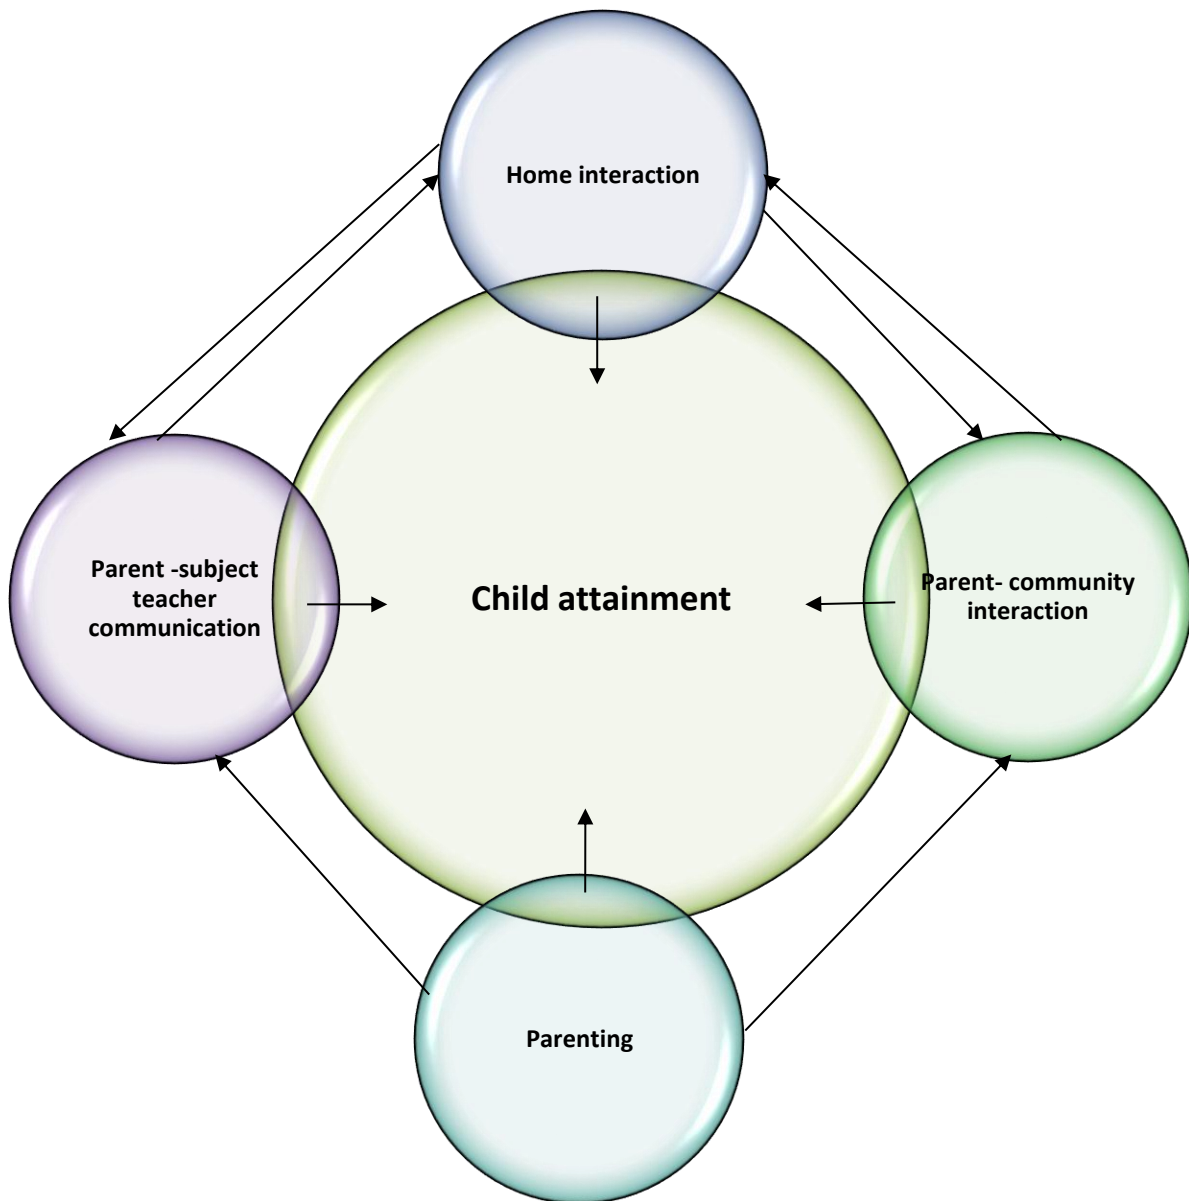 Home interaction
Parent -subject
teacher
communication
Child attainment
Parent- community
interaction
Parenting